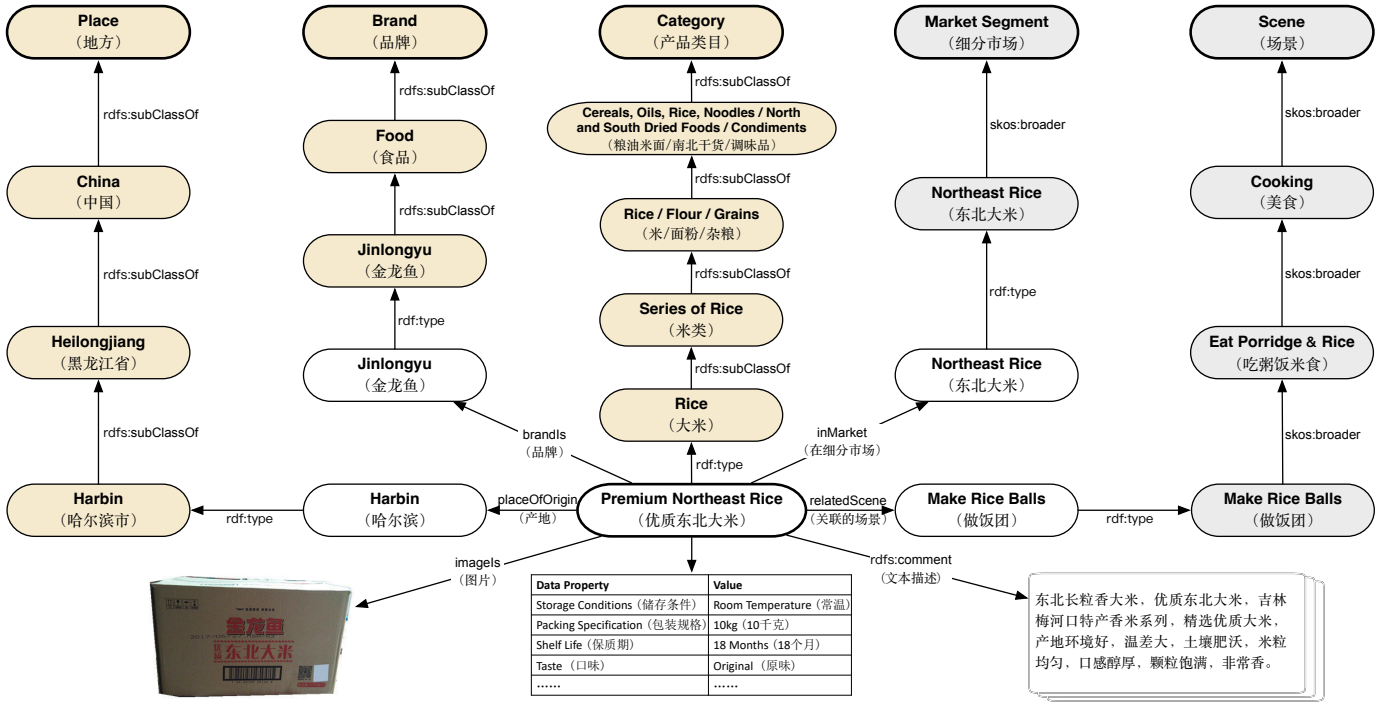 Place
（地方）
Brand
（品牌）
Category
（产品类目）
Market Segment
（细分市场）
Scene
（场景）
rdfs:subClassOf
rdfs:subClassOf
rdfs:subClassOf
skos:broader
skos:broader
Cereals, Oils, Rice, Noodles / North
and South Dried Foods / Condiments
（粮油米面/南北干货/调味品）
Food
（食品）
China
（中国）
rdfs:subClassOf
Northeast Rice
（东北大米）
Cooking
（美食）
rdfs:subClassOf
Rice / Flour / Grains
（米/面粉/杂粮）
Jinlongyu
（金龙鱼）
rdfs:subClassOf
rdfs:subClassOf
skos:broader
rdf:type
rdf:type
Series of Rice
（米类）
Heilongjiang
（黑龙江省）
Jinlongyu
（金龙鱼）
rdfs:subClassOf
Northeast Rice
（东北大米）
Eat Porridge & Rice
（吃粥饭米食）
Rice
（大米）
rdfs:subClassOf
brandIs
（品牌）
rdf:type
inMarket
（在细分市场）
skos:broader
Harbin
（哈尔滨市）
rdf:type
Harbin
（哈尔滨）
placeOfOrigin
（产地）
Premium Northeast Rice
（优质东北大米）
relatedScene
（关联的场景）
Make Rice Balls
（做饭团）
rdf:type
Make Rice Balls
（做饭团）
imageIs
（图片）
rdfs:comment
（文本描述）
金龙鱼
优品 东北大米
Data Property Value
Storage Conditions（储存条件） Room Temperature（常温）
Packing Specification（包装规格） 10kg（10千克）
Shelf Life（保质期） 18 Months（18个月）
Taste（口味） Original（原味）
…… ……
东北长粒香大米，优质东北大米，吉林
梅河口特产香米系列，精选优质大米，
产地环境好，温差大，土壤肥沃，米粒
均匀，口感醇厚，颗粒饱满，非常香。